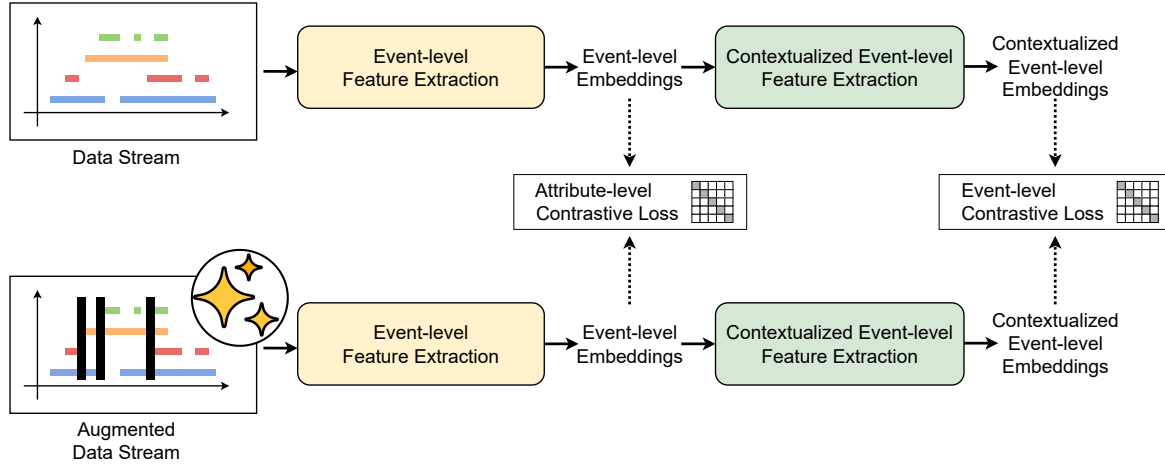 Event-level
Feature Extraction
Event-level
Embeddings
Contextualized Event-level
Feature Extraction
Contextualized
Event-level
Embeddings
Data Stream
Attribute-level
Contrastive Loss
Event-level
Contrastive Loss
Event-level
Feature Extraction
Event-level
Embeddings
Contextualized Event-level
Feature Extraction
Contextualized
Event-level
Embeddings
Augmented
Data Stream